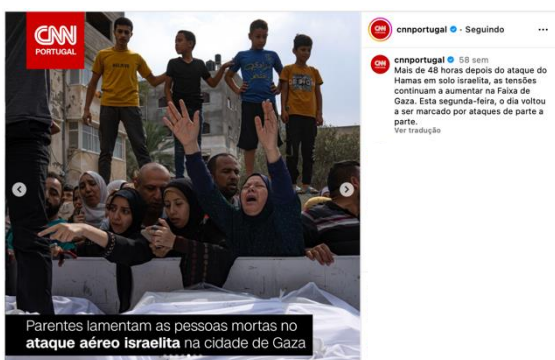 CNN
PORTUGAL
cnnportugal • Seguindo
...
cnnportugal 58 sem
Mais de 48 horas depois do ataque do
Hamas em solo israelita, as tensões
continuam a aumentar na Faixa de
Gaza. Esta segunda-feira, o dia voltou
a ser marcado por ataques de parte a
parte.
Ver tradução
Parentes lamentam as pessoas mortas no
ataque aéreo israelita na cidade de Gaza